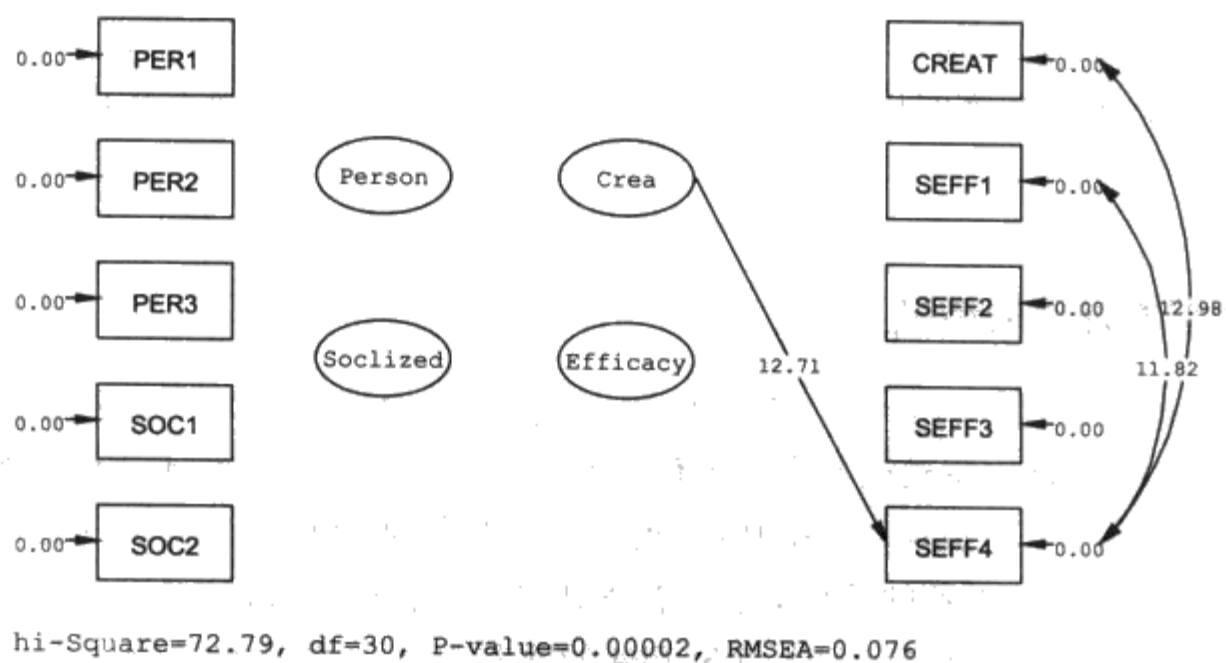 0.00 PER1 CREAT 0.00
0.00 PER2 Person Crea SEFF1 0.00
0.00 PER3 SEFF2 0.00 12.98
Soclized Efficacy 12.71 11.82
0.00 SOC1 SEFF3 0.00
0.00 SOC2 SEFF4 0.00
hi-Square=72.79, df=30, P-value=0.00002, RMSEA=0.076